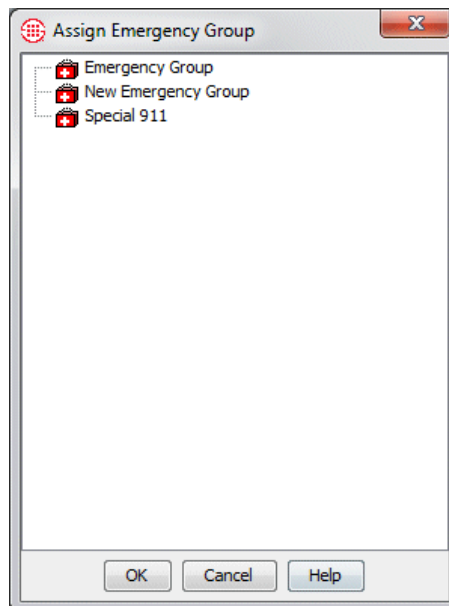 Assign Emergency Group
Emergency Group
New Emergency Group
Special 911
OK Cancel Help